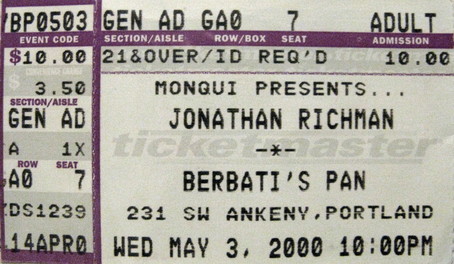 VBP0503 GEN AD GA0 7 ADULT
EVENT CODE SECTION/AISLE ROW/BOX SEAT ADMISSION
$10.00 21&OVER/ID REQ'D 10.00
3.50 MONQUI PRESENTS...
SECTION/AISLE
GEN AD JONATHAN RICHMAN
ticketmaster
A 1X -*-
ROW SEAT
A0 7 BERBATI'S PAN
ZDS1239 231 SW ANKENY,PORTLAND
14APR0 WED MAY 3, 2000 10:00PM